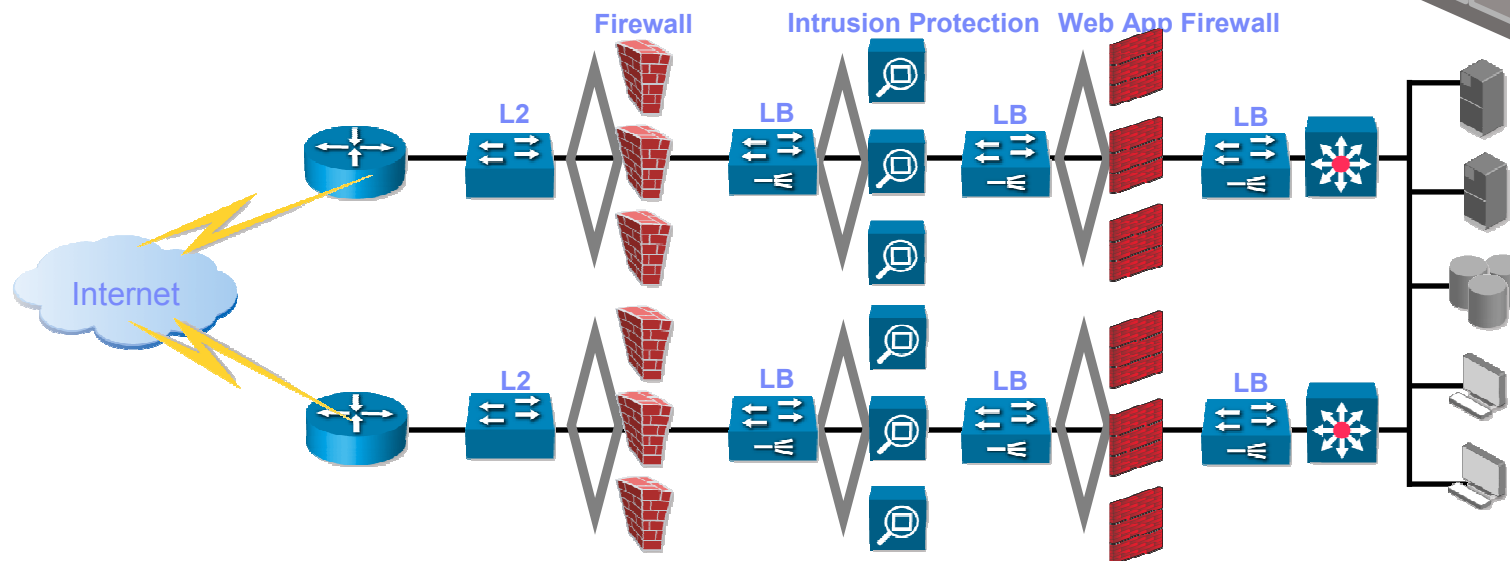 Firewall
Intrusion Protection
Web App Firewall
L2
LB
LB
LB
Internet
L2
LB
LB
LB